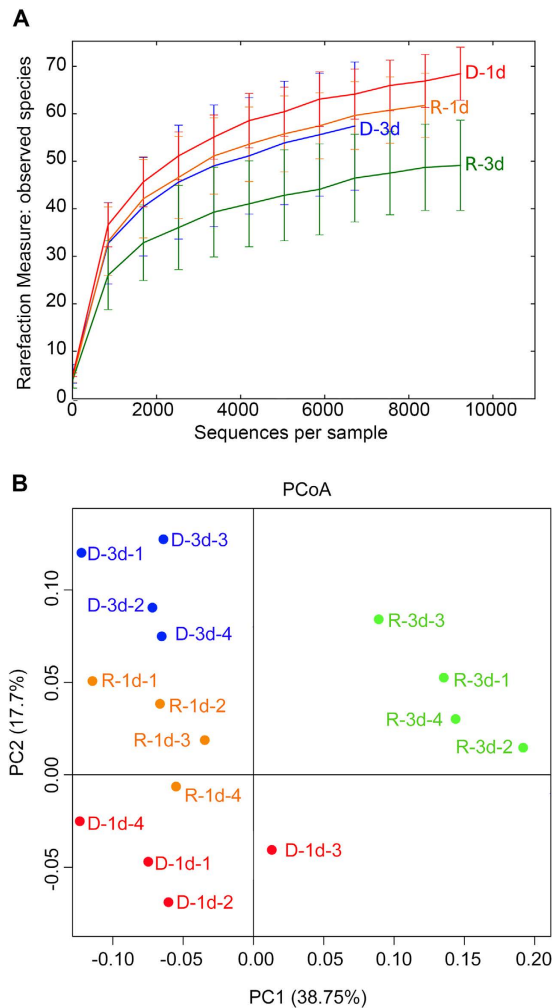 A
Rarefaction Measure: observed species
70
60
50
40
30
20
10
0
D-1d
R-1d
D-3d
R-3d
0 2000 4000 6000 8000 10000
Sequences per sample
B
PCoA
PC2 (17.7%)
0.10
0.05
0.00
-0.05
D-3d-1
D-3d-3
D-3d-2
D-3d-4
R-1d-1
R-1d-2
R-1d-3
R-1d-4
R-3d-3
R-3d-1
R-3d-4
R-3d-2
D-1d-4
D-1d-1
D-1d-3
D-1d-2
-0.10 -0.05 0.00 0.05 0.10 0.15 0.20
PC1 (38.75%)